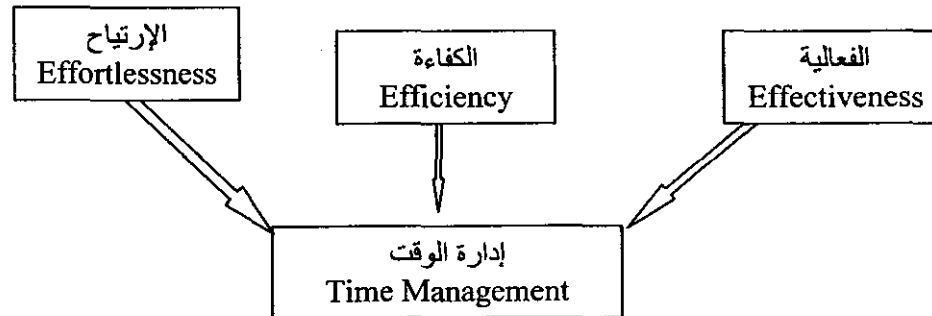 الإرتياح
Effortlessness
الكفاءة
Efficiency
الفعالية
Effectiveness
إدارة الوقت
Time Management